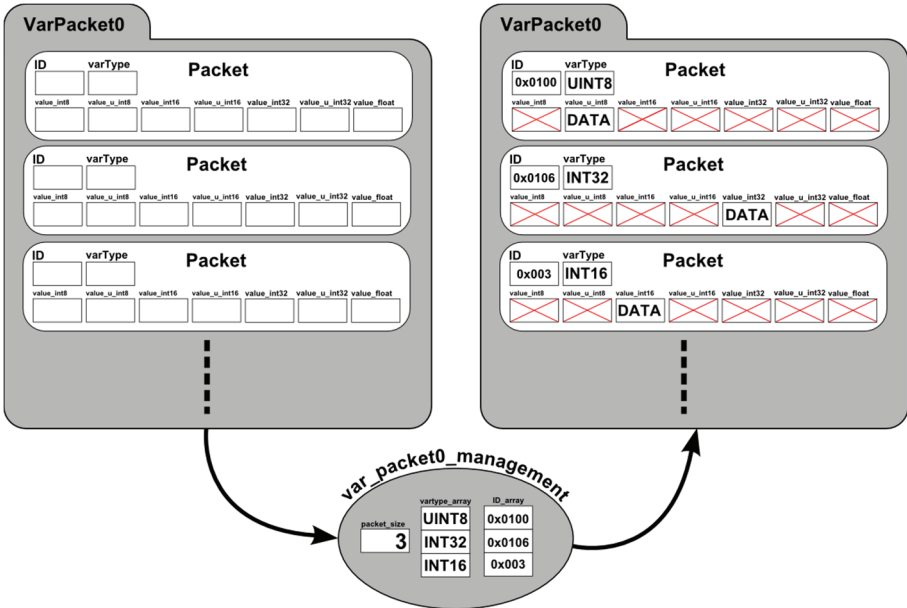 VarPacket0
ID varType Packet
value_int8 value_u_int8 value_int16 value_u_int16 value_int32 value_u_int32 value_float
ID varType Packet
value_int8 value_u_int8 value_int16 value_u_int16 value_int32 value_u_int32 value_float
ID varType Packet
value_int8 value_u_int8 value_int16 value_u_int16 value_int32 value_u_int32 value_float
VarPacket0
ID varType Packet
0x0100 UINT8
value_int8 value_u_int8 value_int16 value_u_int16 value_int32 value_u_int32 value_float
DATA
ID varType Packet
0x0106 INT32
value_int8 value_u_int8 value_int16 value_u_int16 value_int32 value_u_int32 value_float
DATA
ID varType Packet
0x003 INT16
value_int8 value_u_int8 value_int16 value_u_int16 value_int32 value_u_int32 value_float
DATA
var_packet0_management
packet_size vartype_array ID_array
3
UINT8 0x0100
INT32 0x0106
INT16 0x003